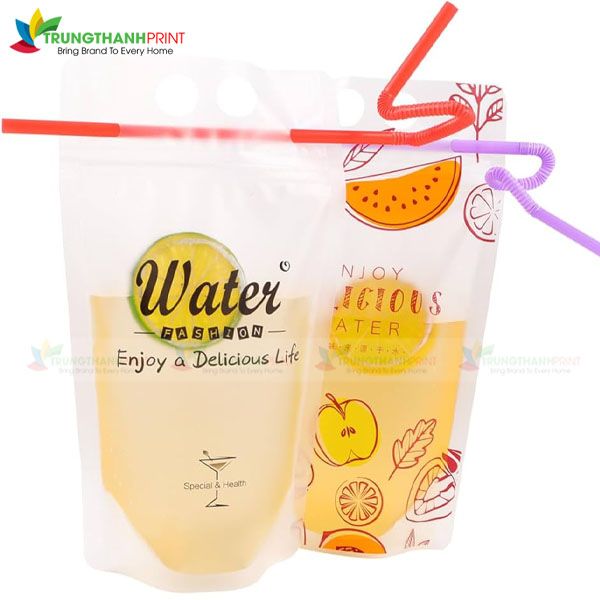 TRUNGTHANHPRINT
Bring Brand To Every Home
Water
FASHION
Enjoy a Delicious Life
Special & Health
NJOY
ICIOUS
ATER
TRUNGTHANHPRINT
Bring Brand To Every Home
TRUNGTHANHPRINT
Bring Brand To Every Home
TRUNGTHANHPRINT
Bring Brand To Every Home